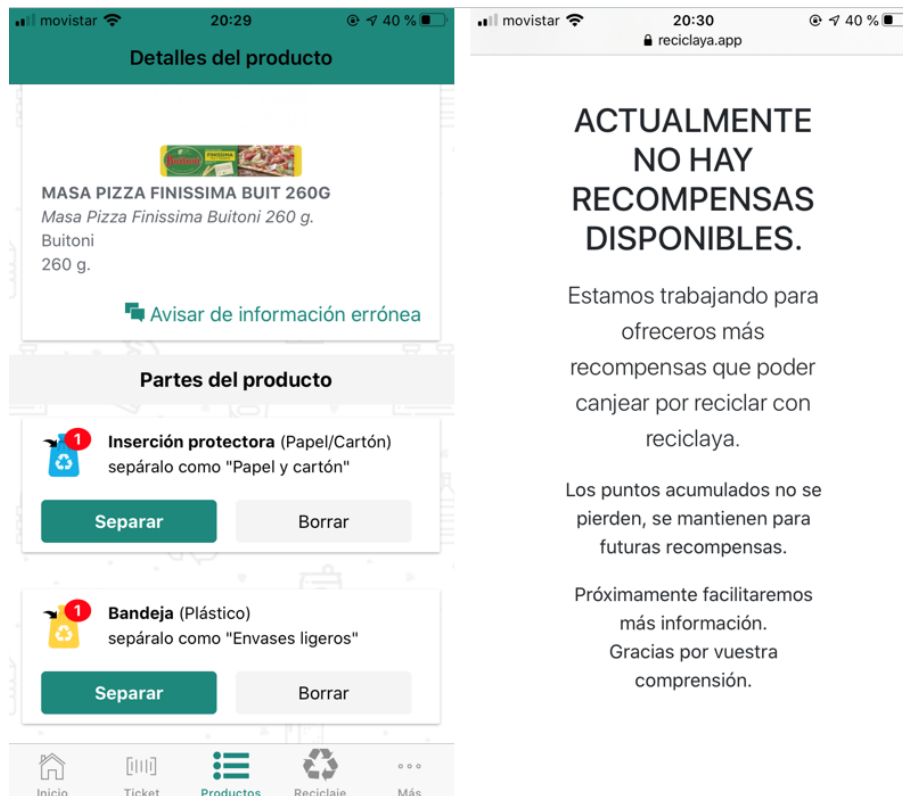 movistar 20:29 40 %
Detalles del producto
Buitoni
MASA PIZZA FINISSIMA BUIT 260G
Masa Pizza Finissima Buitoni 260 g.
Buitoni
260 g.
Avisar de información errónea
Partes del producto
1
Inserción protectora (Papel/Cartón)
sepáralo como "Papel y cartón"
Separar Borrar
1
Bandeja (Plástico)
sepáralo como "Envases ligeros"
Separar Borrar
Inicio Ticket Productos Reciclaje Más
movistar 20:30 40 %
reciclaya.app
ACTUALMENTE
NO HAY
RECOMPENSAS
DISPONIBLES.
Estamos trabajando para
ofreceros más
recompensas que poder
canjear por reciclar con
reciclaya.
Los puntos acumulados no se
pierden, se mantienen para
futuras recompensas.
Próximamente facilitaremos
más información.
Gracias por vuestra
comprensión.